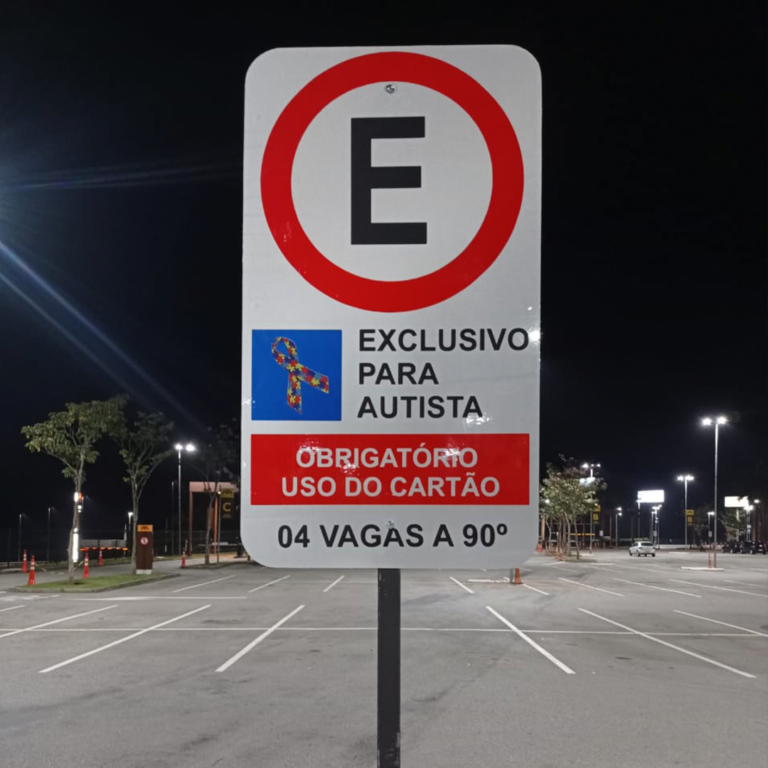 E
EXCLUSIVO
PARA
AUTISTA
OBRIGATÓRIO
USO DO CARTÃO
04 VAGAS A 90º
C